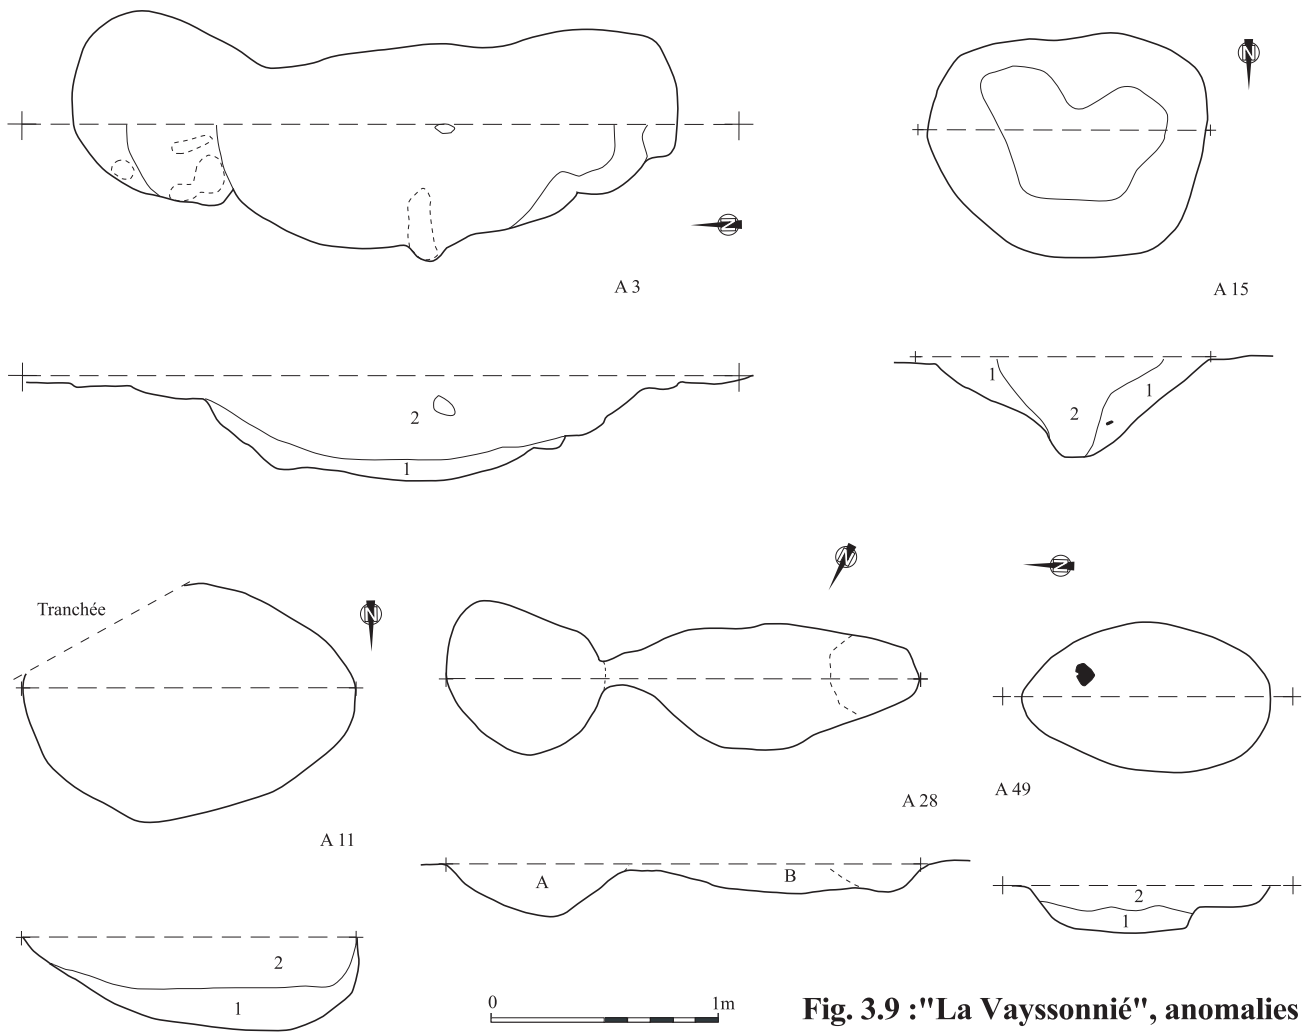 N
A 3
N
A 15
2
1
1
2
1
Tranchée
N
A 11
N
A 28
N
A 49
A
B
2
1
2
1
0
1m
Fig. 3.9 :"La Vayssonnié", anomalies